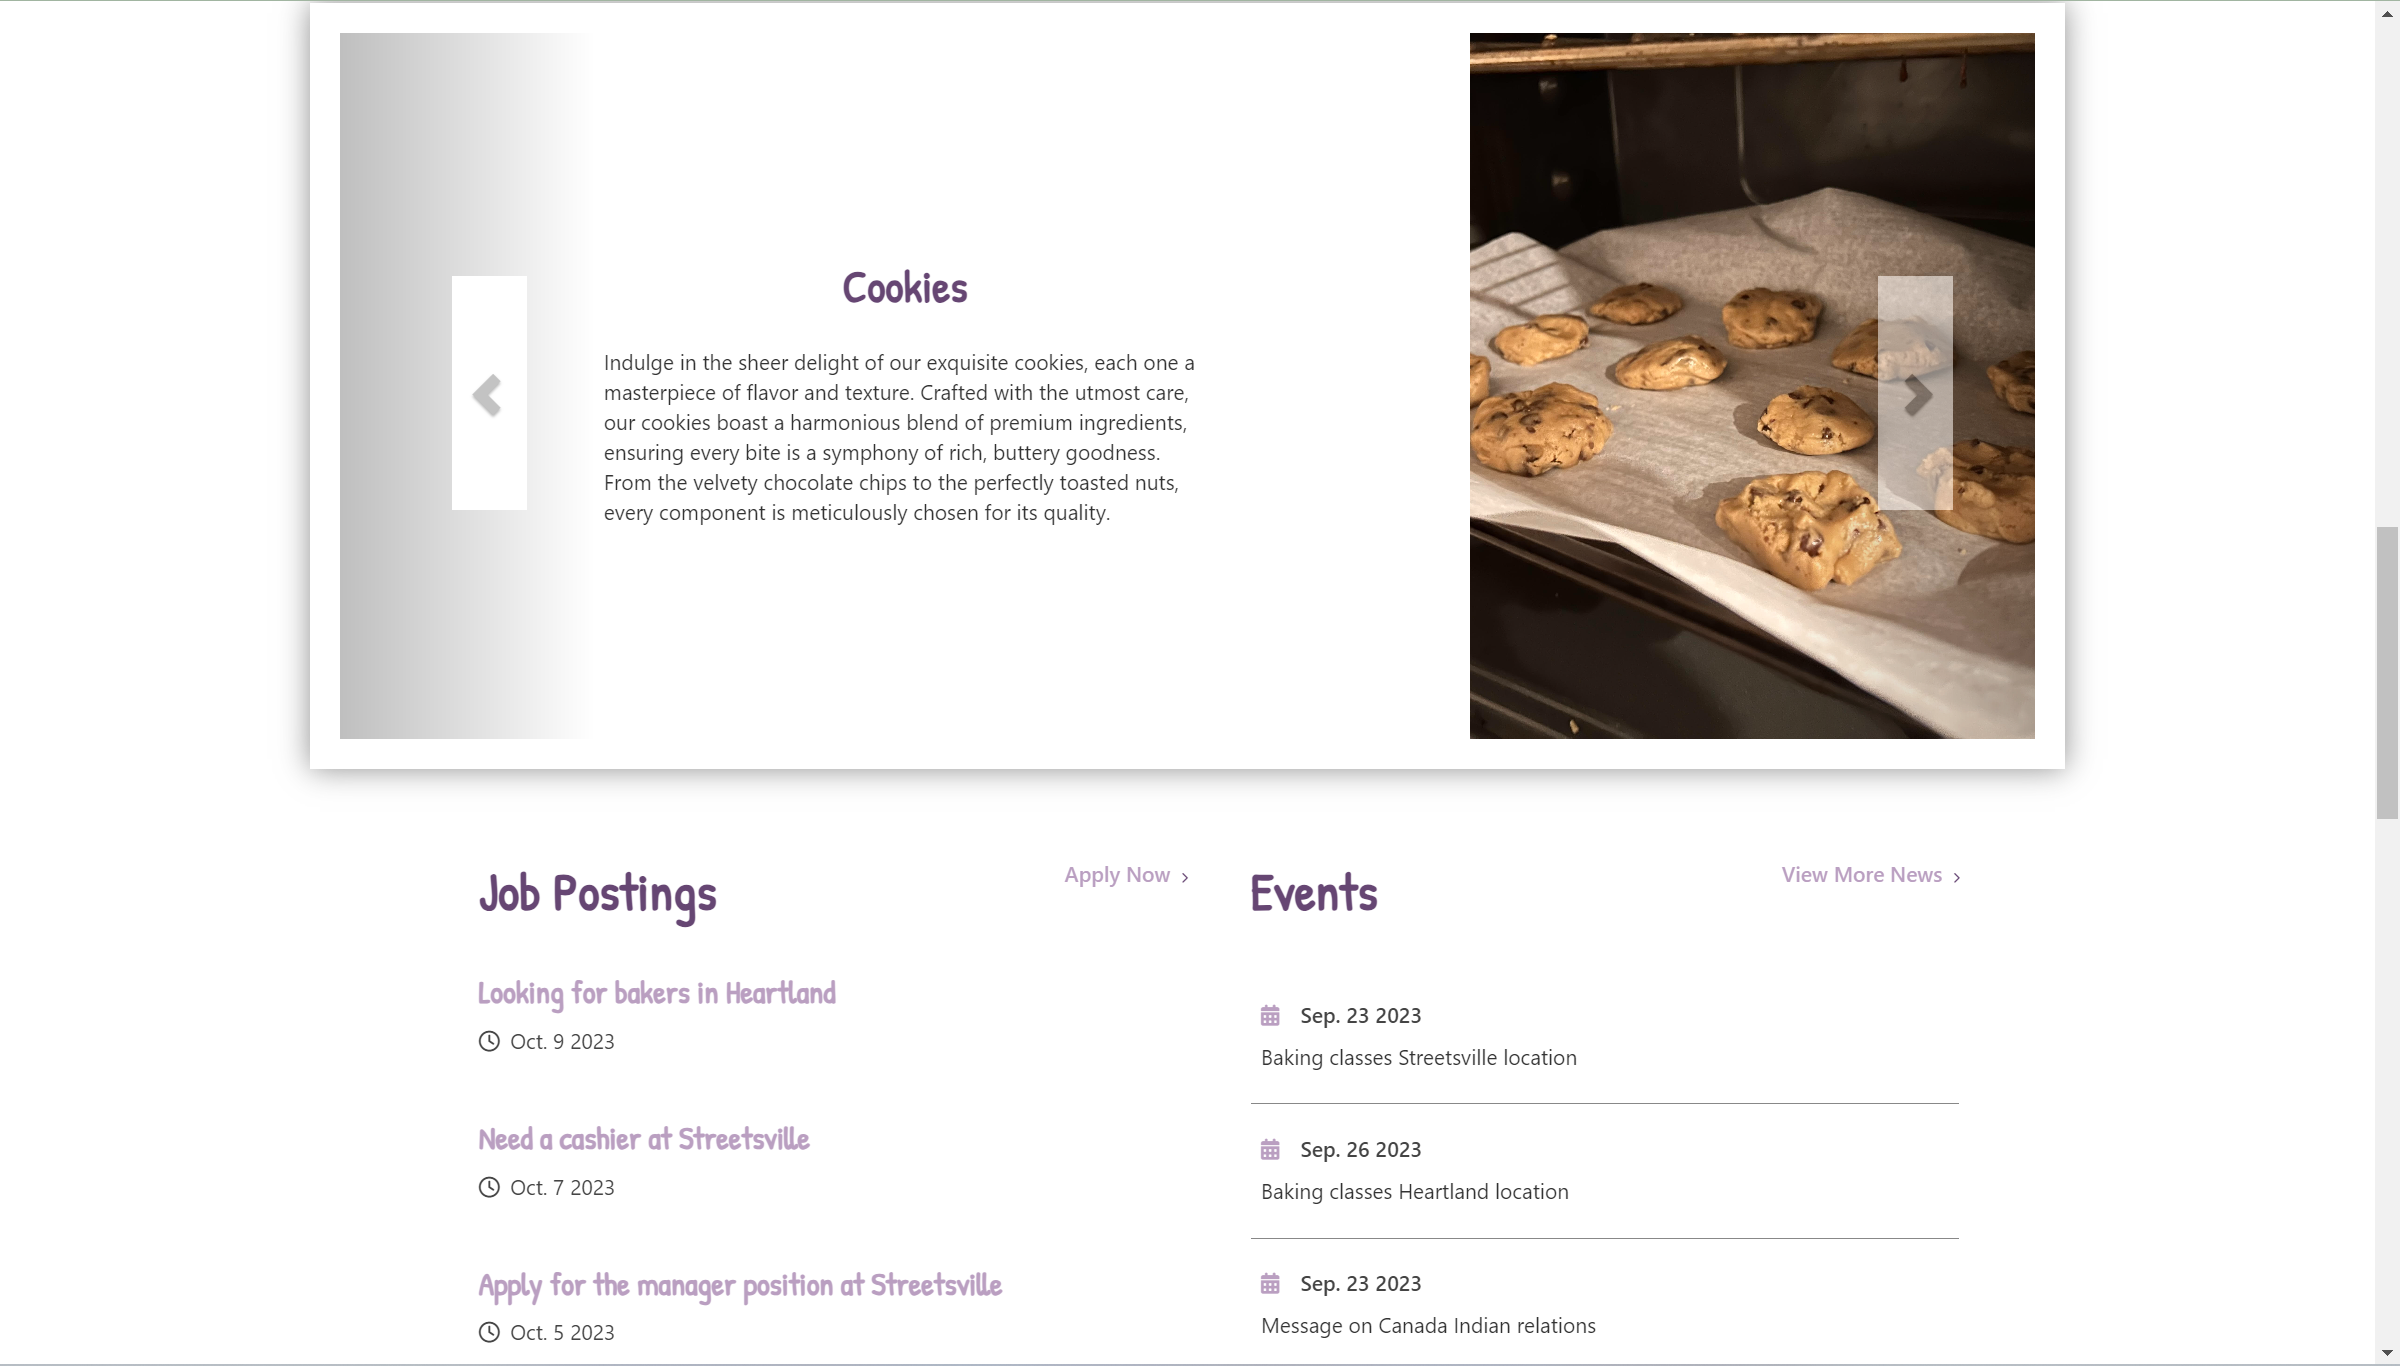 Cookies
Indulge in the sheer delight of our exquisite cookies, each one a
masterpiece of flavor and texture. Crafted with the utmost care,
our cookies boast a harmonious blend of premium ingredients,
ensuring every bite is a symphony of rich, buttery goodness.
From the velvety chocolate chips to the perfectly toasted nuts,
every component is meticulously chosen for its quality.
Job Postings
Apply Now
Looking for bakers in Heartland
Oct. 9 2023
Need a cashier at Streetsville
Oct. 7 2023
Apply for the manager position at Streetsville
Oct. 5 2023
Events
View More News
Sep. 23 2023
Baking classes Streetsville location
Sep. 26 2023
Baking classes Heartland location
Sep. 23 2023
Message on Canada Indian relations